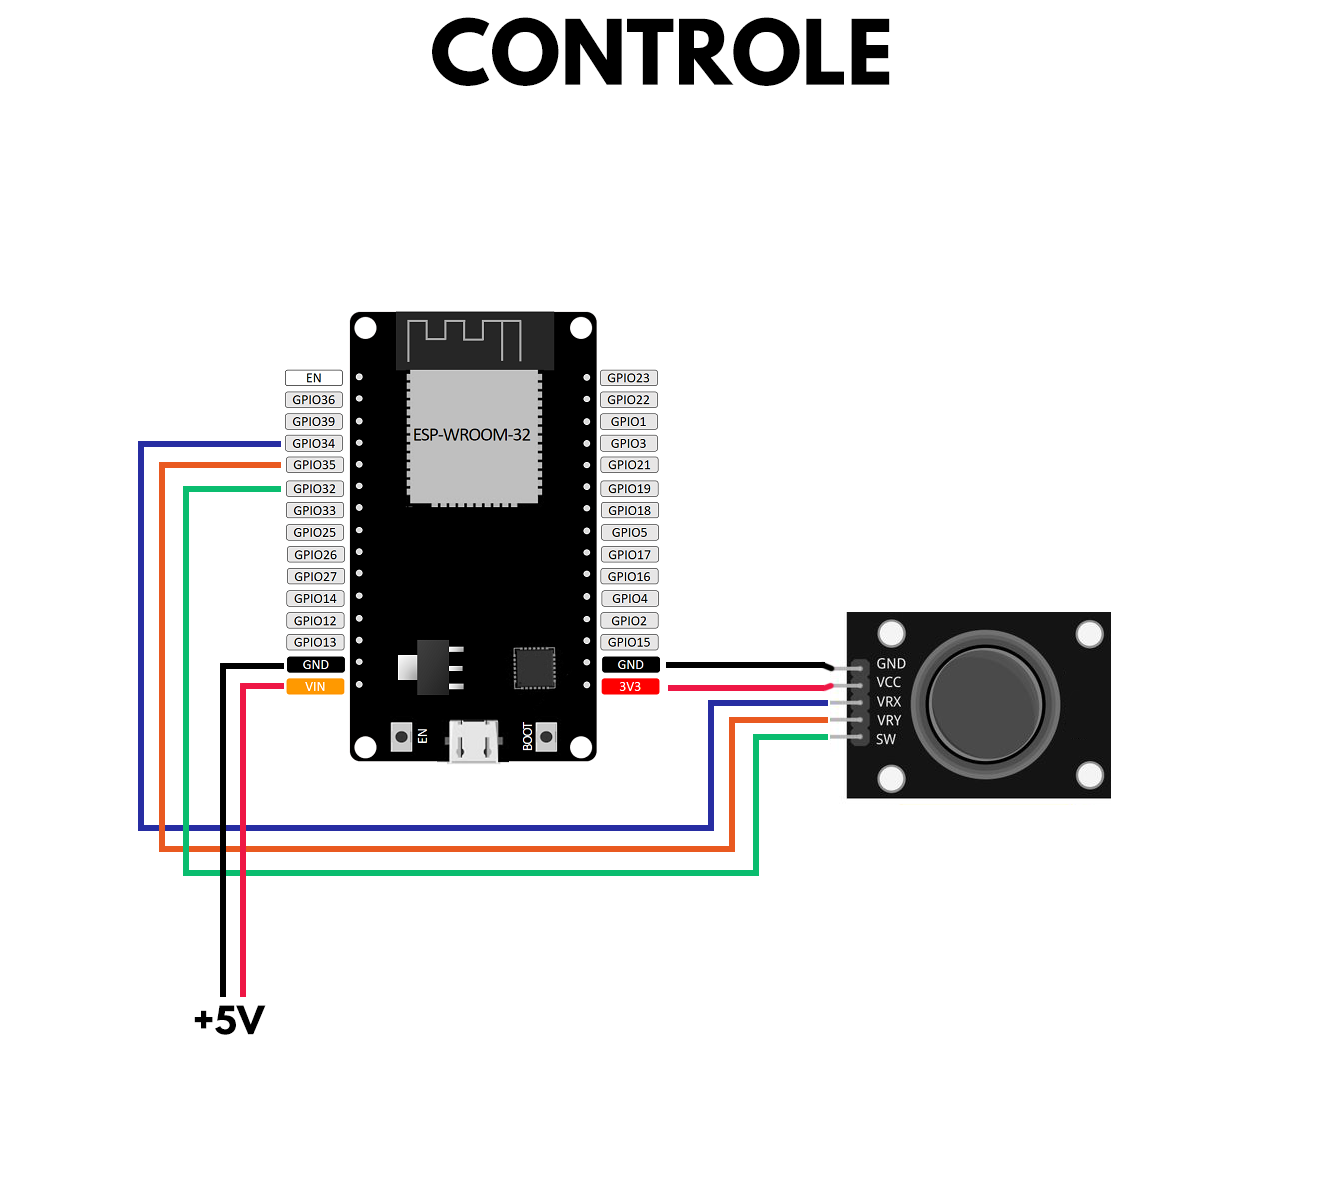 CONTROLE
EN
GPIO36
GPIO39
GPIO34
GPIO35
GPIO32
GPIO33
GPIO25
GPIO26
GPIO27
GPIO14
GPIO12
GPIO13
GND
VIN
ESP-WROOM-32
EN
BOOT
GPIO23
GPIO22
GPIO1
GPIO3
GPIO21
GPIO19
GPIO18
GPIO5
GPIO17
GPIO16
GPIO4
GPIO2
GPIO15
GND
3V3
GND
VCC
VRX
VRY
SW
+5V